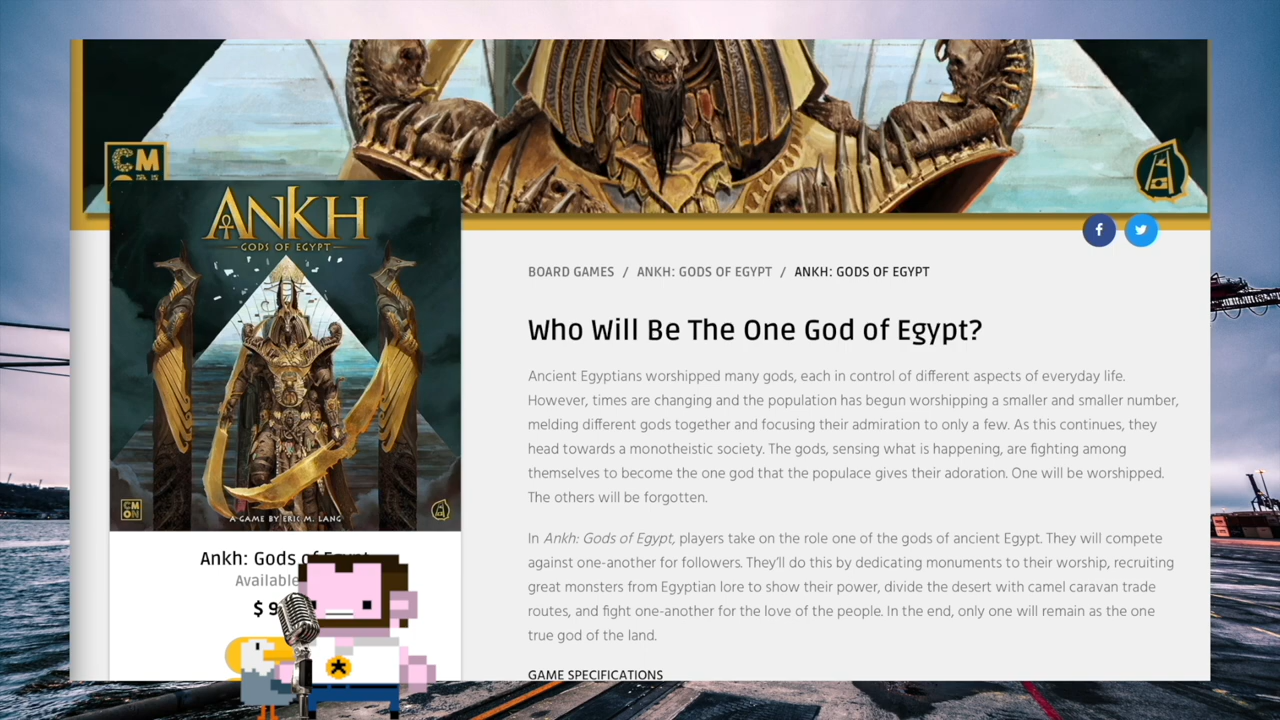 CM
ON
ANKH
GODS OF EGYPT
CM
ON
A GAME BY ERIC M. LANG
Ankh: Gods of Egypt
Available
$ 9
BOARD GAMES / ANKH: GODS OF EGYPT / ANKH: GODS OF EGYPT
Who Will Be The One God of Egypt?
Ancient Egyptians worshipped many gods, each in control of different aspects of everyday life.
However, times are changing and the population has begun worshipping a smaller and smaller number,
melding different gods together and focusing their admiration to only a few. As this continues, they
head towards a monotheistic society. The gods, sensing what is happening, are fighting among
themselves to become the one god that the populace gives their adoration. One will be worshipped.
The others will be forgotten.
In Ankh: Gods of Egypt, players take on the role one of the gods of ancient Egypt. They will compete
against one-another for followers. They'll do this by dedicating monuments to their worship, recruiting
great monsters from Egyptian lore to show their power, divide the desert with camel caravan trade
routes, and fight one-another for the love of the people. In the end, only one will remain as the one
true god of the land.
GAME SPECIFICATIONS